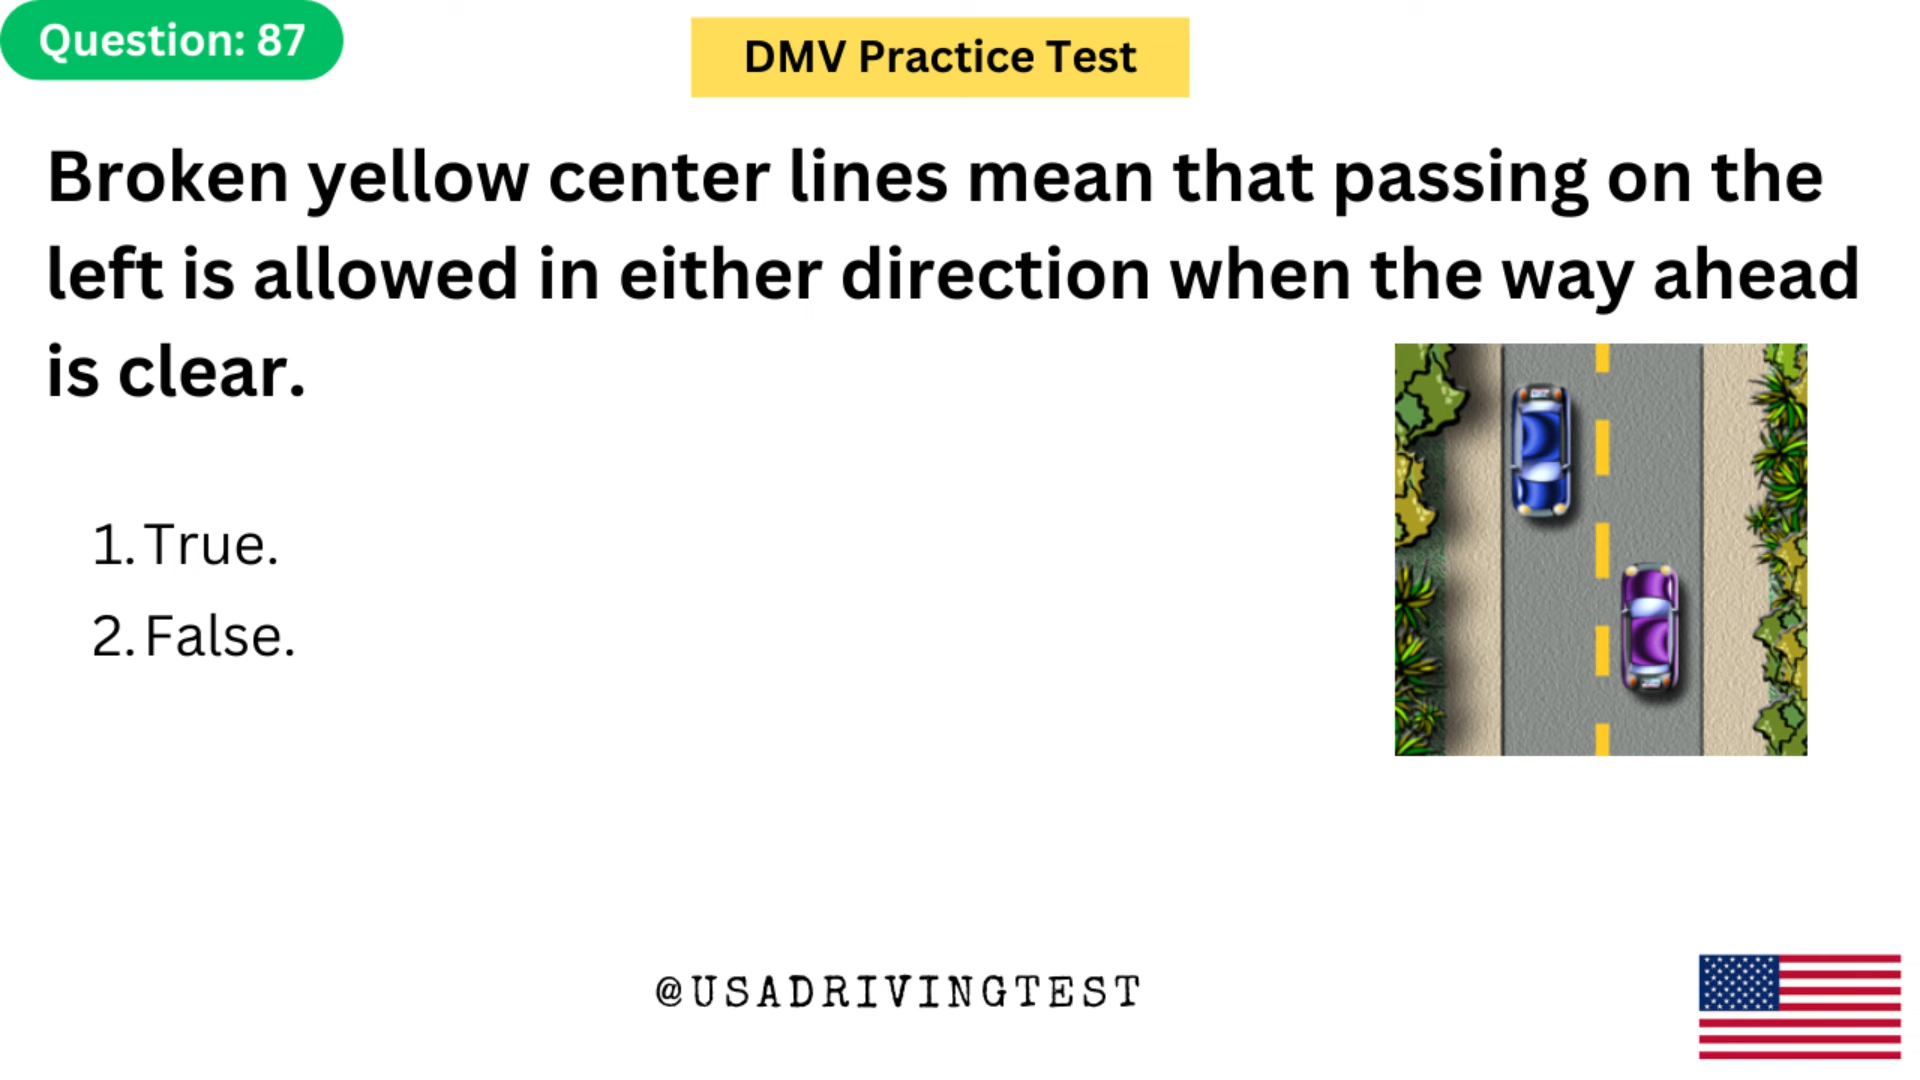 Question: 87
DMV Practice Test
Broken yellow center lines mean that passing on the
left is allowed in either direction when the way ahead
is clear.
1. True.
2. False.
@USADRIVINGTEST